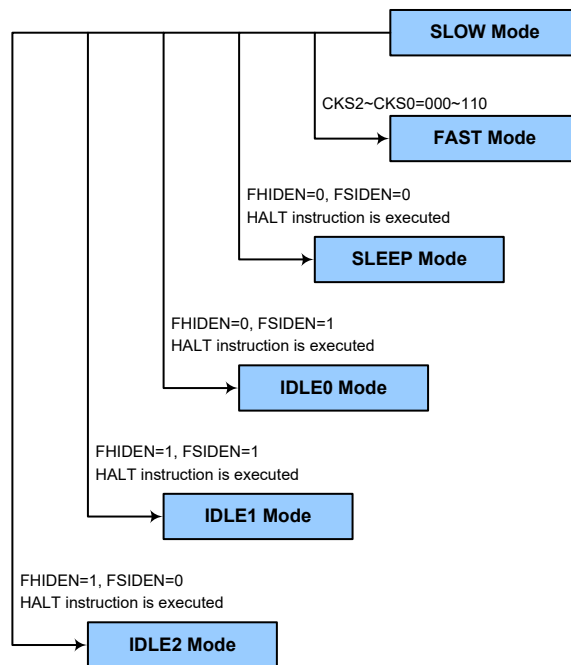 SLOW Mode
CKS2~CKS0=000~110
FAST Mode
FHIDEN=0, FSIDEN=0
HALT instruction is executed
SLEEP Mode
FHIDEN=0, FSIDEN=1
HALT instruction is executed
IDLE0 Mode
FHIDEN=1, FSIDEN=1
HALT instruction is executed
IDLE1 Mode
FHIDEN=1, FSIDEN=0
HALT instruction is executed
IDLE2 Mode